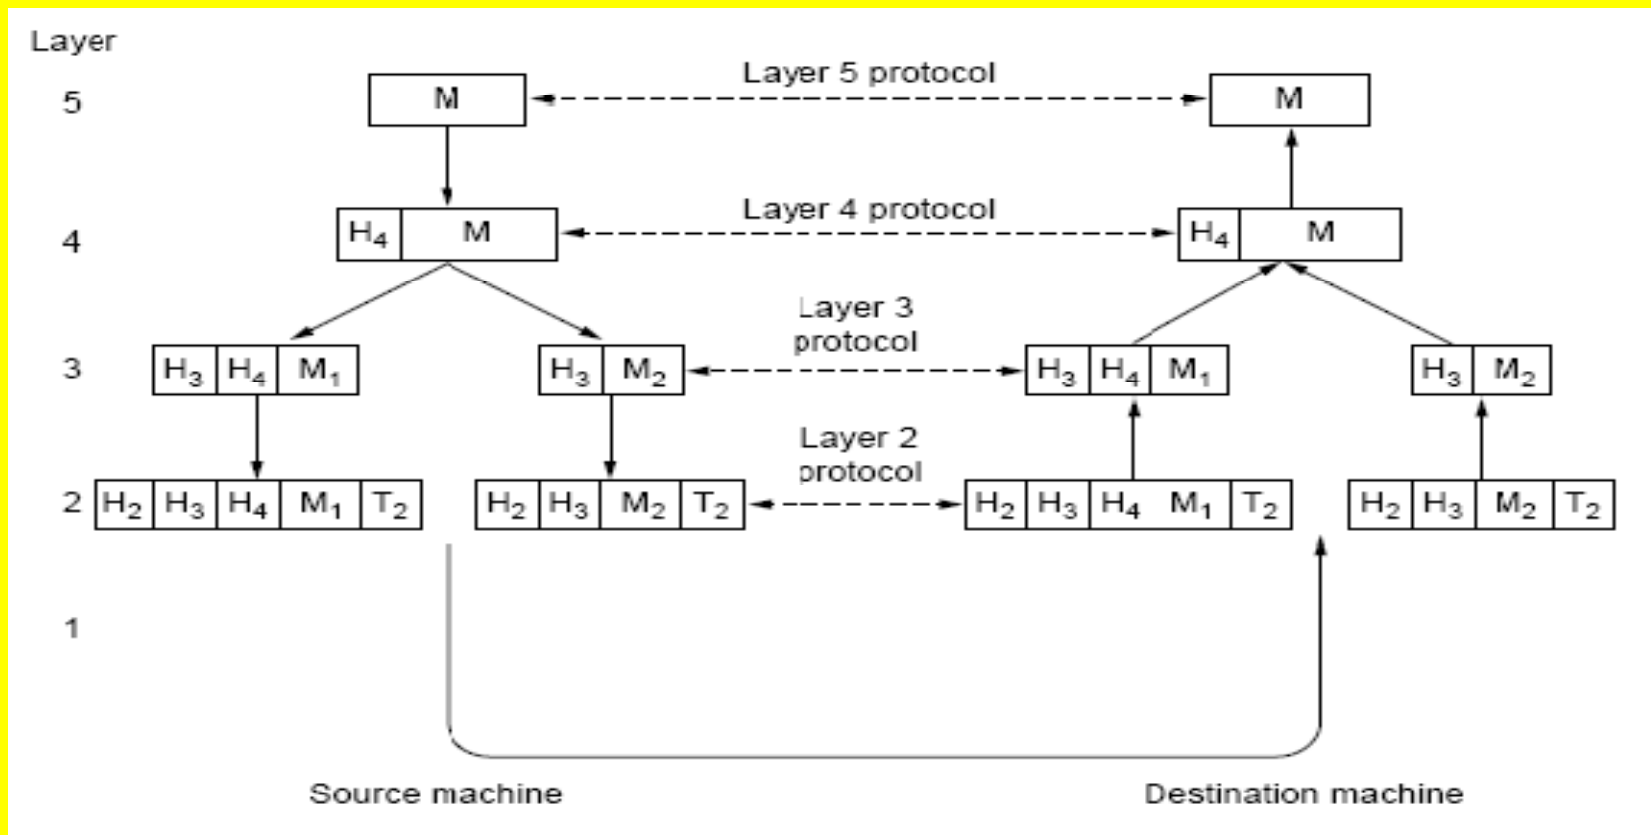 Layer
5 M Layer 5 protocol M
4 H4 M Layer 4 protocol H4 M
Layer 3
protocol
3 H3 H4 M1 H3 M2 H3 H4 M1 H3 M2
Layer 2
protocol
2 H2 H3 H4 M1 T2 H2 H3 M2 T2 H2 H3 H4 M1 T2 H2 H3 M2 T2
1
Source machine Destination machine